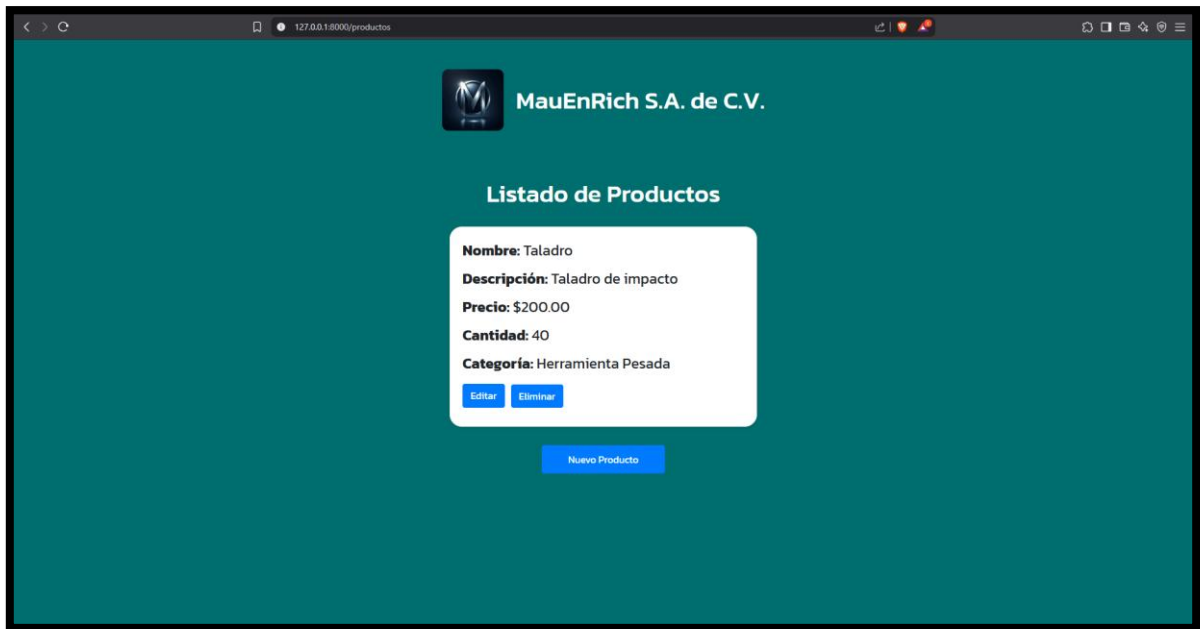 127.0.0.1:8000/productos
M
MauEnRich S.A. de C.V.
Listado de Productos
Nombre: Taladro
Descripción: Taladro de impacto
Precio: $200.00
Cantidad: 40
Categoría: Herramienta Pesada
Editar Eliminar
Nuevo Producto